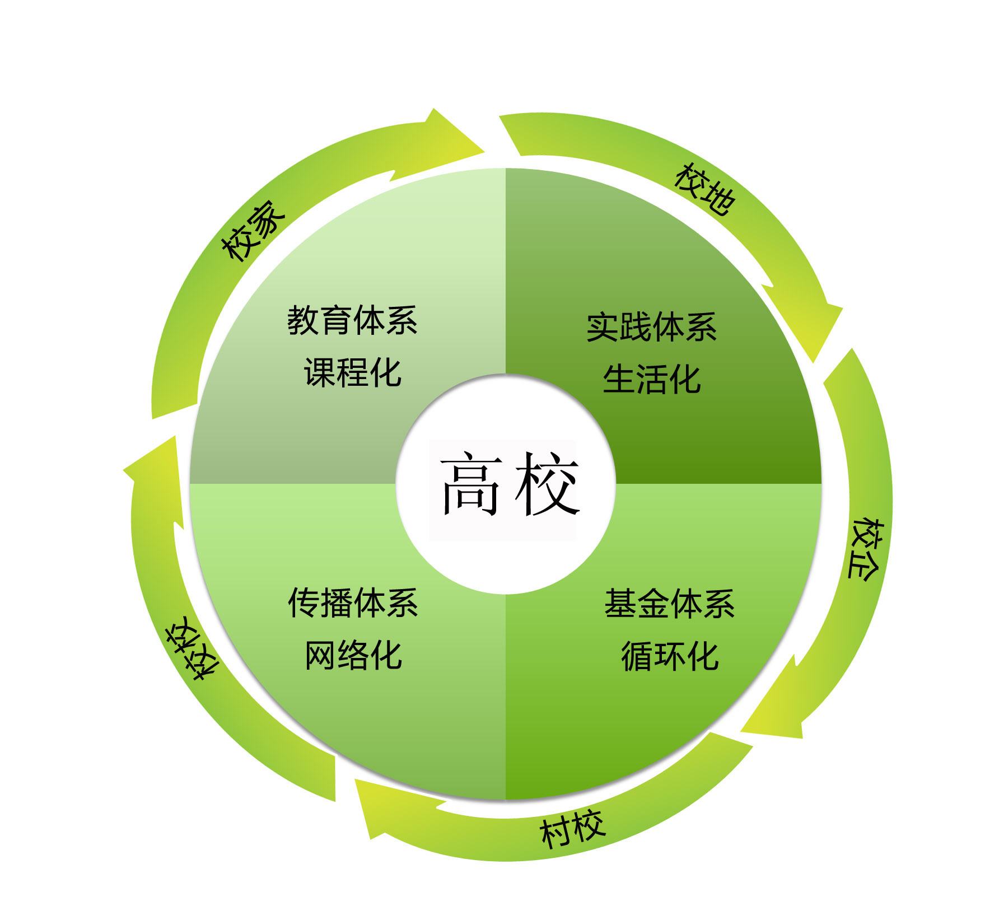 校家
校地
教育体系
课程化
实践体系
生活化
高校
校企
传播体系
网络化
基金体系
循环化
校校
村校